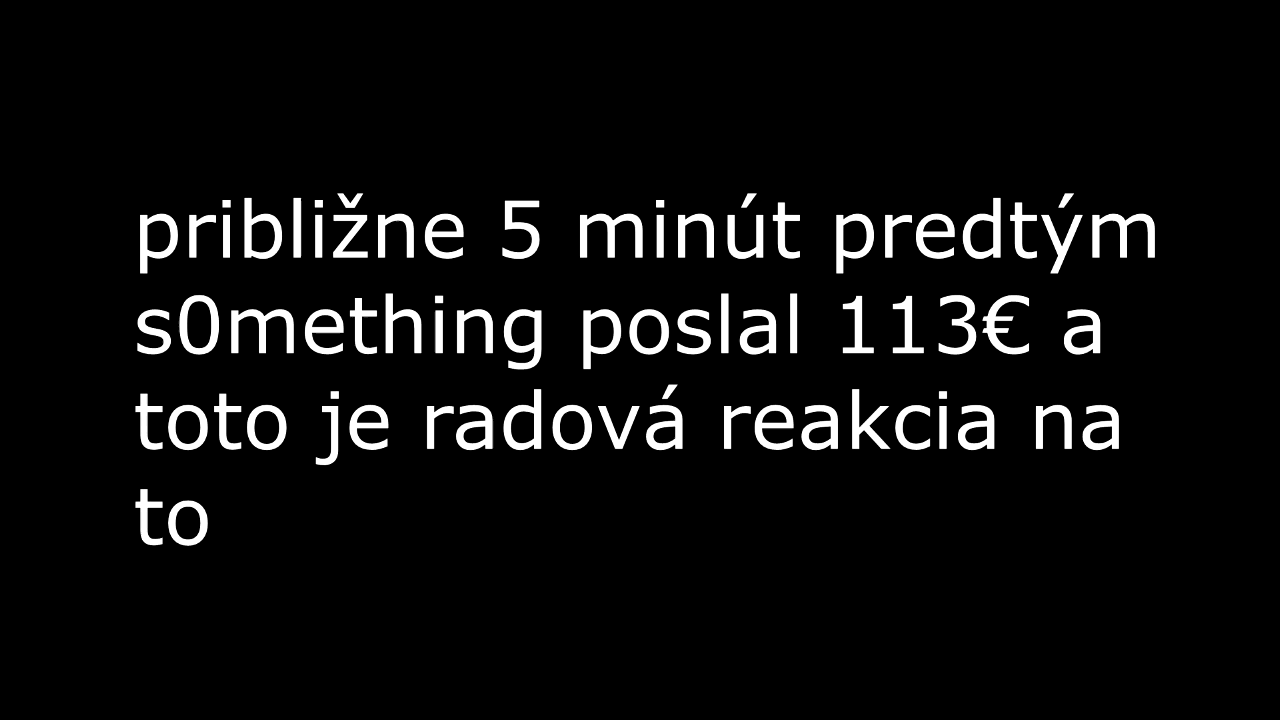 približne 5 minút predtým
s0mething poslal 113€ a
toto je radová reakcia na
to